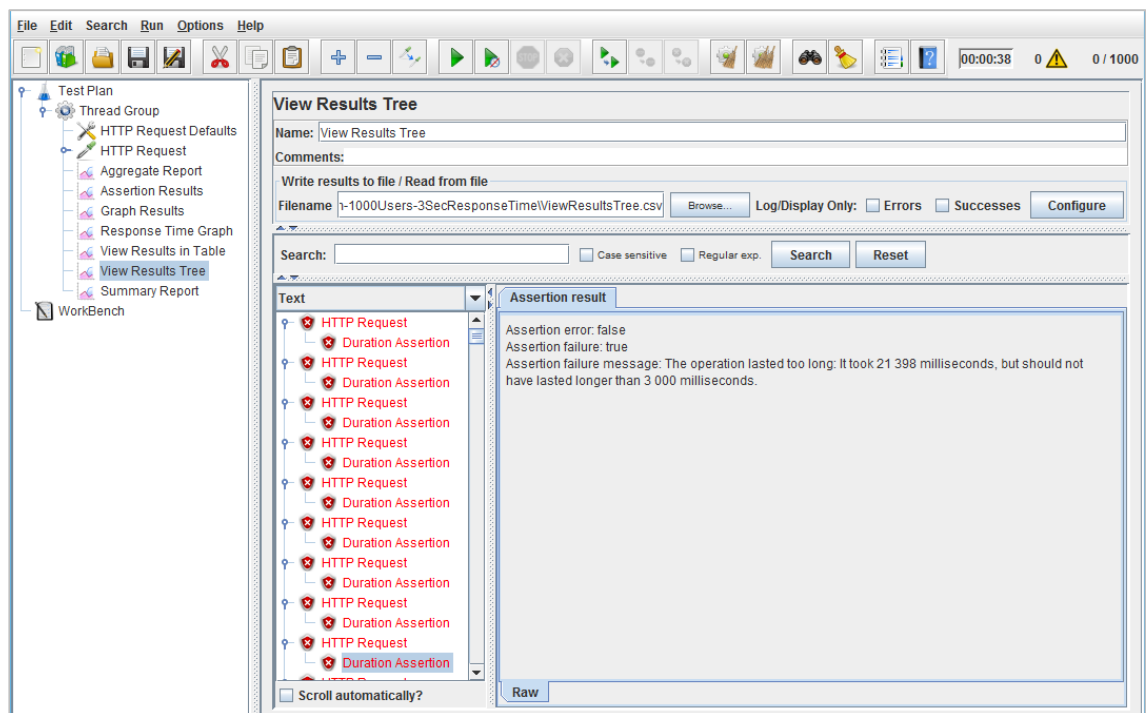 File Edit Search Run Options Help
00:00:38 0 0 / 1000
Test Plan
Thread Group
HTTP Request Defaults
HTTP Request
Aggregate Report
Assertion Results
Graph Results
Response Time Graph
View Results in Table
View Results Tree
Summary Report
WorkBench
View Results Tree
Name: View Results Tree
Comments:
Write results to file / Read from file
Filename n-1000Users-3SecResponseTime\ViewResultsTree.csv Browse... Log/Display Only: Errors Successes Configure
Search: Case sensitive Regular exp. Search Reset
Text
HTTP Request
Duration Assertion
HTTP Request
Duration Assertion
HTTP Request
Duration Assertion
HTTP Request
Duration Assertion
HTTP Request
Duration Assertion
HTTP Request
Duration Assertion
HTTP Request
Duration Assertion
HTTP Request
Duration Assertion
HTTP Request
Duration Assertion
Scroll automatically?
Assertion result
Assertion error: false
Assertion failure: true
Assertion failure message: The operation lasted too long: It took 21 398 milliseconds, but should not
have lasted longer than 3 000 milliseconds.
Raw